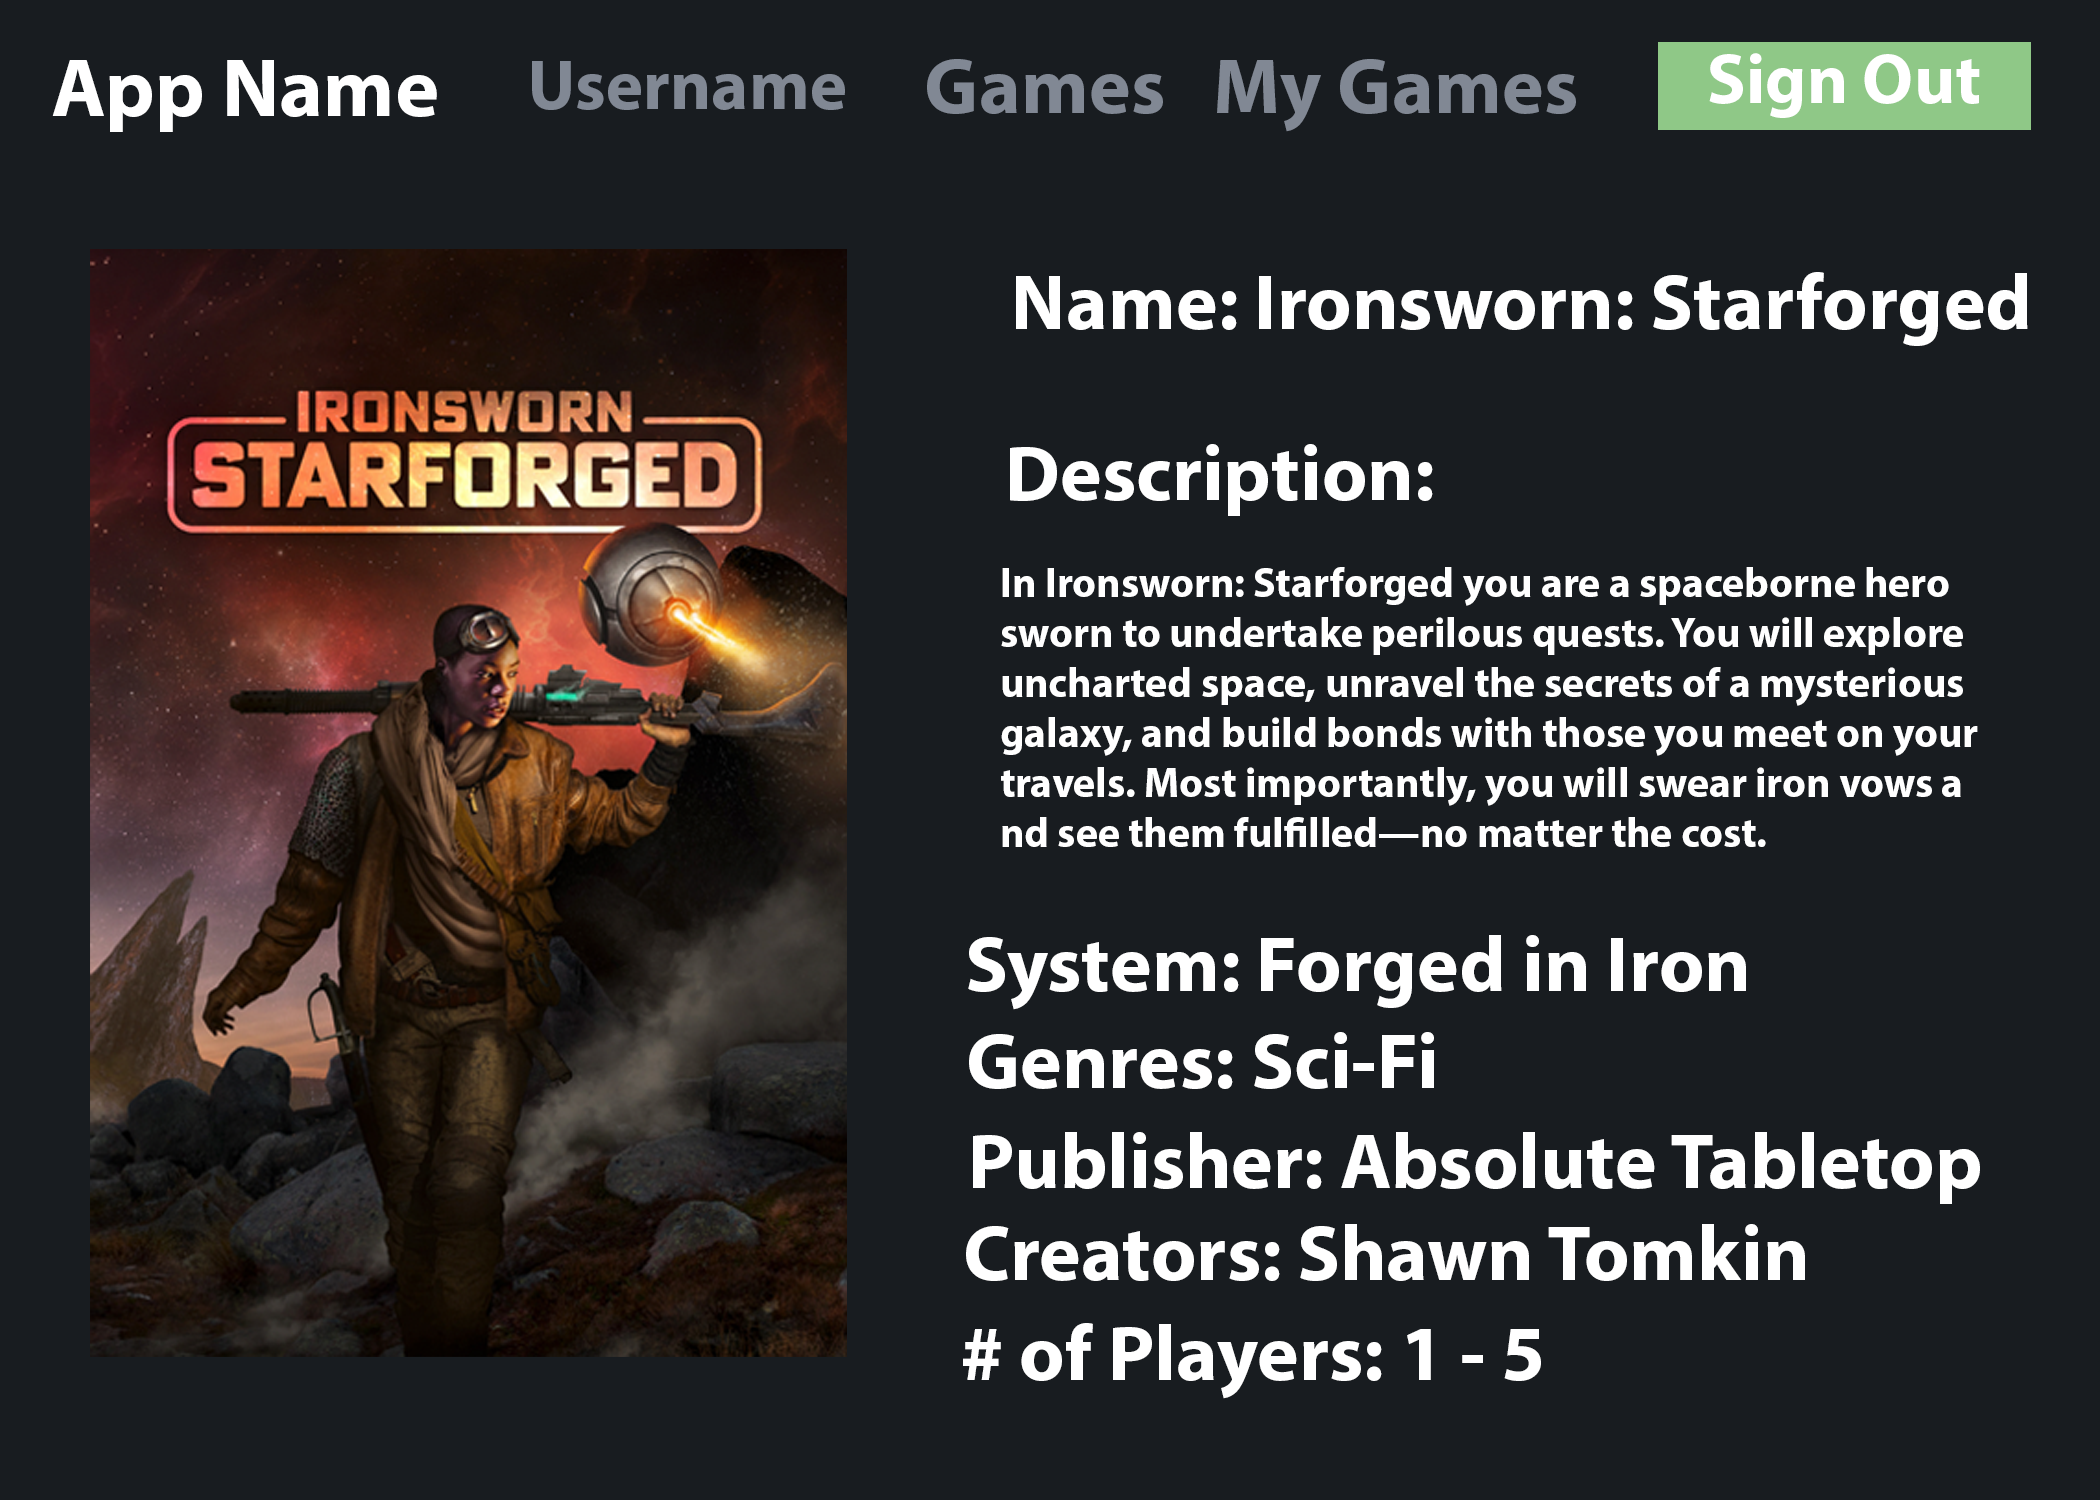 App Name
Username
Games
My Games
Sign Out
IRONSWORN
STARFORGED
Name: Ironsworn: Starforged
Description:
In Ironsworn: Starforged you are a spaceborne hero
sworn to undertake perilous quests. You will explore
uncharted space, unravel the secrets of a mysterious
galaxy, and build bonds with those you meet on your
travels. Most importantly, you will swear iron vows a
nd see them fulfilled—no matter the cost.
System: Forged in Iron
Genres: Sci-Fi
Publisher: Absolute Tabletop
Creators: Shawn Tomkin
# of Players: 1 - 5